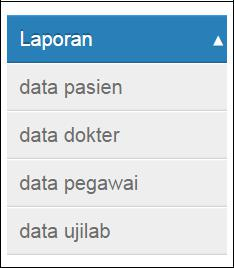 Laporan ▲
data pasien
data dokter
data pegawai
data ujilab